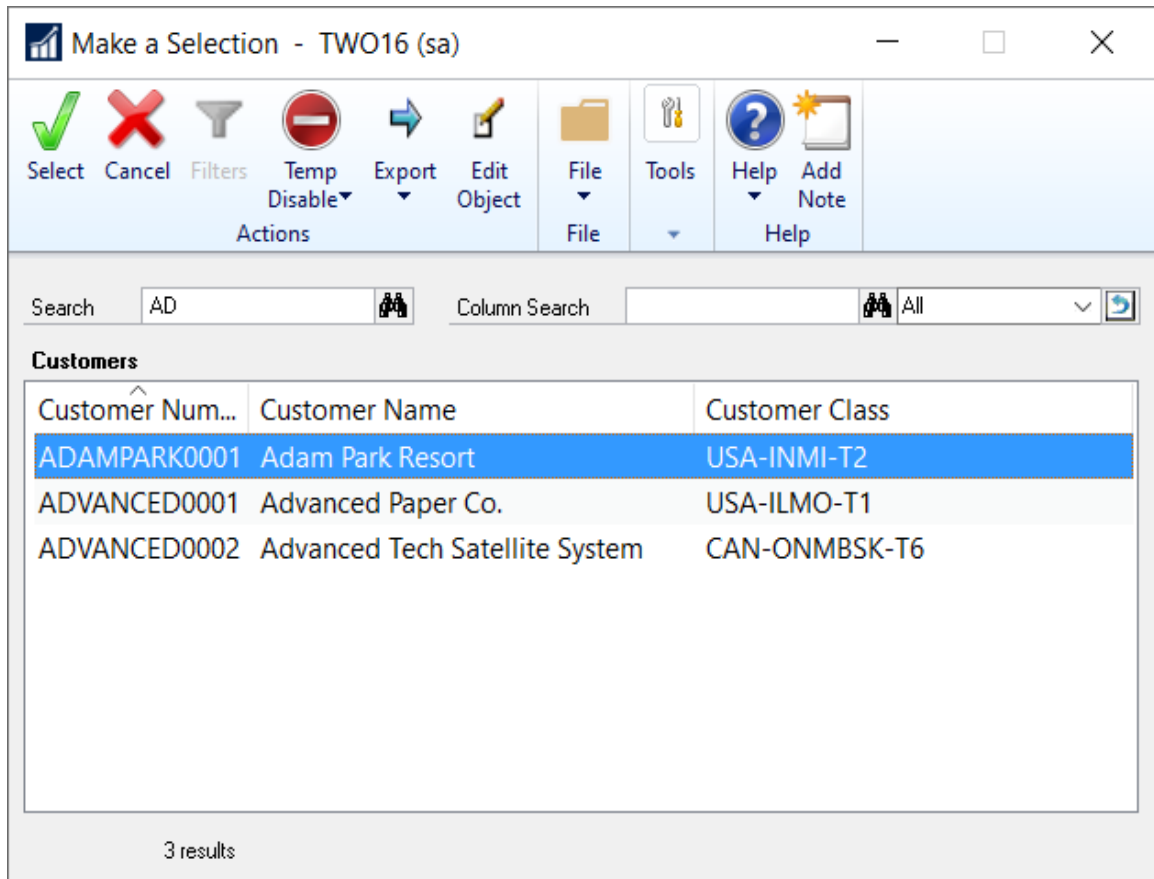 Make a Selection - TWO16 (sa)
Select Cancel Filters Temp Disable Export Edit Object File Tools Help Add Note
Actions File Help
Search AD Column Search All
Customers
Customer Num... Customer Name Customer Class
ADAMPARK0001 Adam Park Resort USA-INMI-T2
ADVANCED0001 Advanced Paper Co. USA-ILMO-T1
ADVANCED0002 Advanced Tech Satellite System CAN-ONMBSK-T6
3 results